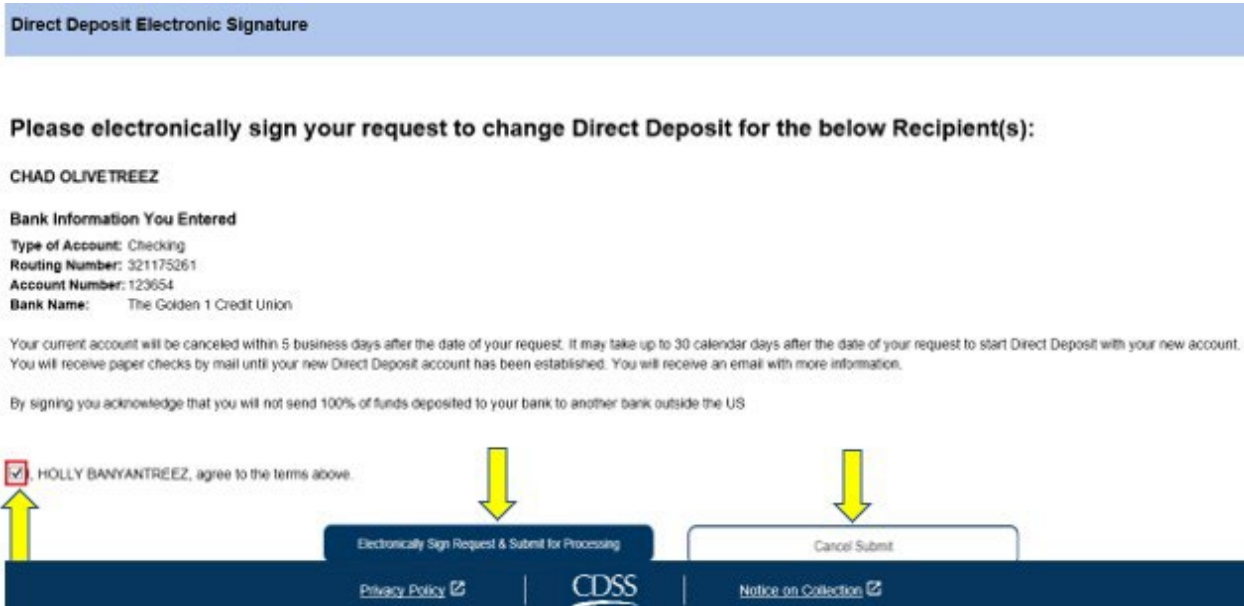 Direct Deposit Electronic Signature
Please electronically sign your request to change Direct Deposit for the below Recipient(s):
CHAD OLIVETREEZ
Bank Information You Entered
Type of Account: Checking
Routing Number: 321175261
Account Number: 123654
Bank Name: The Golden 1 Credit Union
Your current account will be canceled within 5 business days after the date of your request. It may take up to 30 calendar days after the date of your request to start Direct Deposit with your new account.
You will receive paper checks by mail until your new Direct Deposit account has been established. You will receive an email with more information.
By signing you acknowledge that you will not send 100% of funds deposited to your bank to another bank outside the US
, HOLLY BANYANTREEZ, agree to the terms above.
Electronically Sign Request & Submit for Processing
Cancel Submit
Privacy Policy
CDSS
Notice on Collection